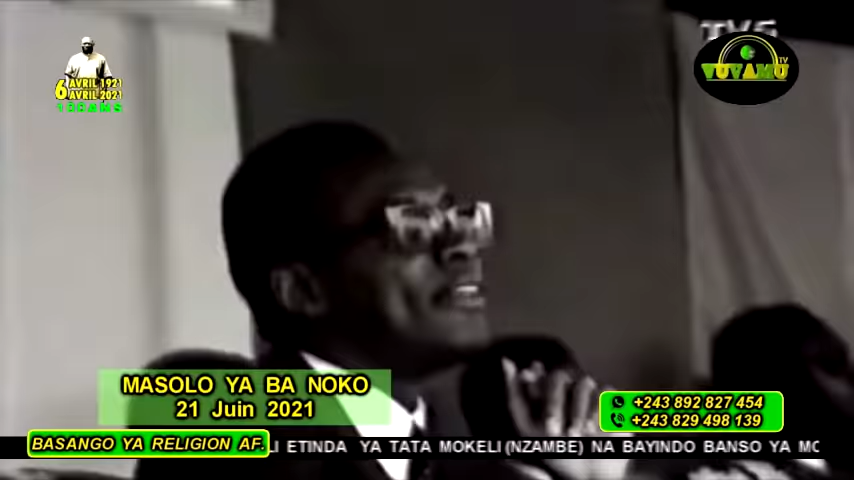 TV5
6 AVRIL 1921
6 AVRIL 2021
100 ANS
VUVAMU TV
MASOLO YA BA NOKO
21 Juin 2021
+243 892 827 454
+243 829 498 139
BASANGO YA RELIGION AF.
LI ETINDA YA TATA MOKELI (NZAMBE) NA BAYINDO BANSO YA MO